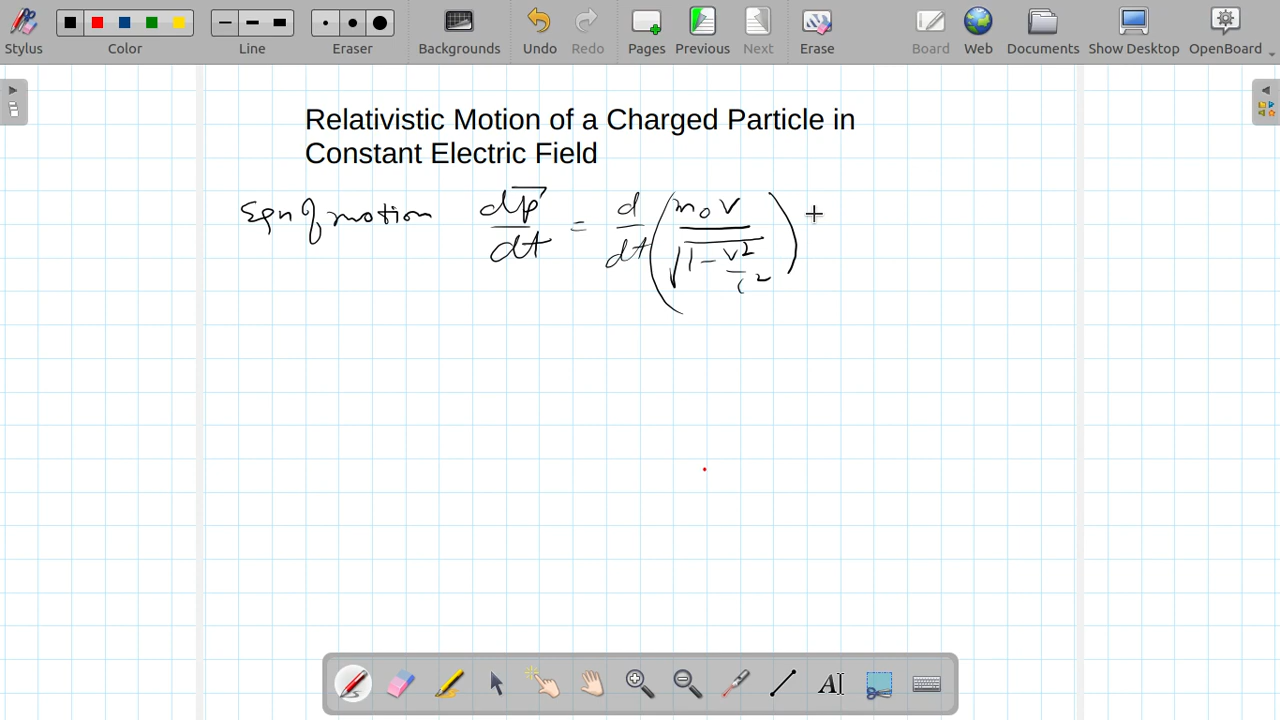 Stylus Color Line Eraser Backgrounds Undo Redo Pages Previous Next Erase Board Web Documents Show Desktop OpenBoard
Relativistic Motion of a Charged Particle in
Constant Electric Field
Eqn of motion dp⃗/dt = d/dt (m₀v/√(1 - v²/c²))
AI